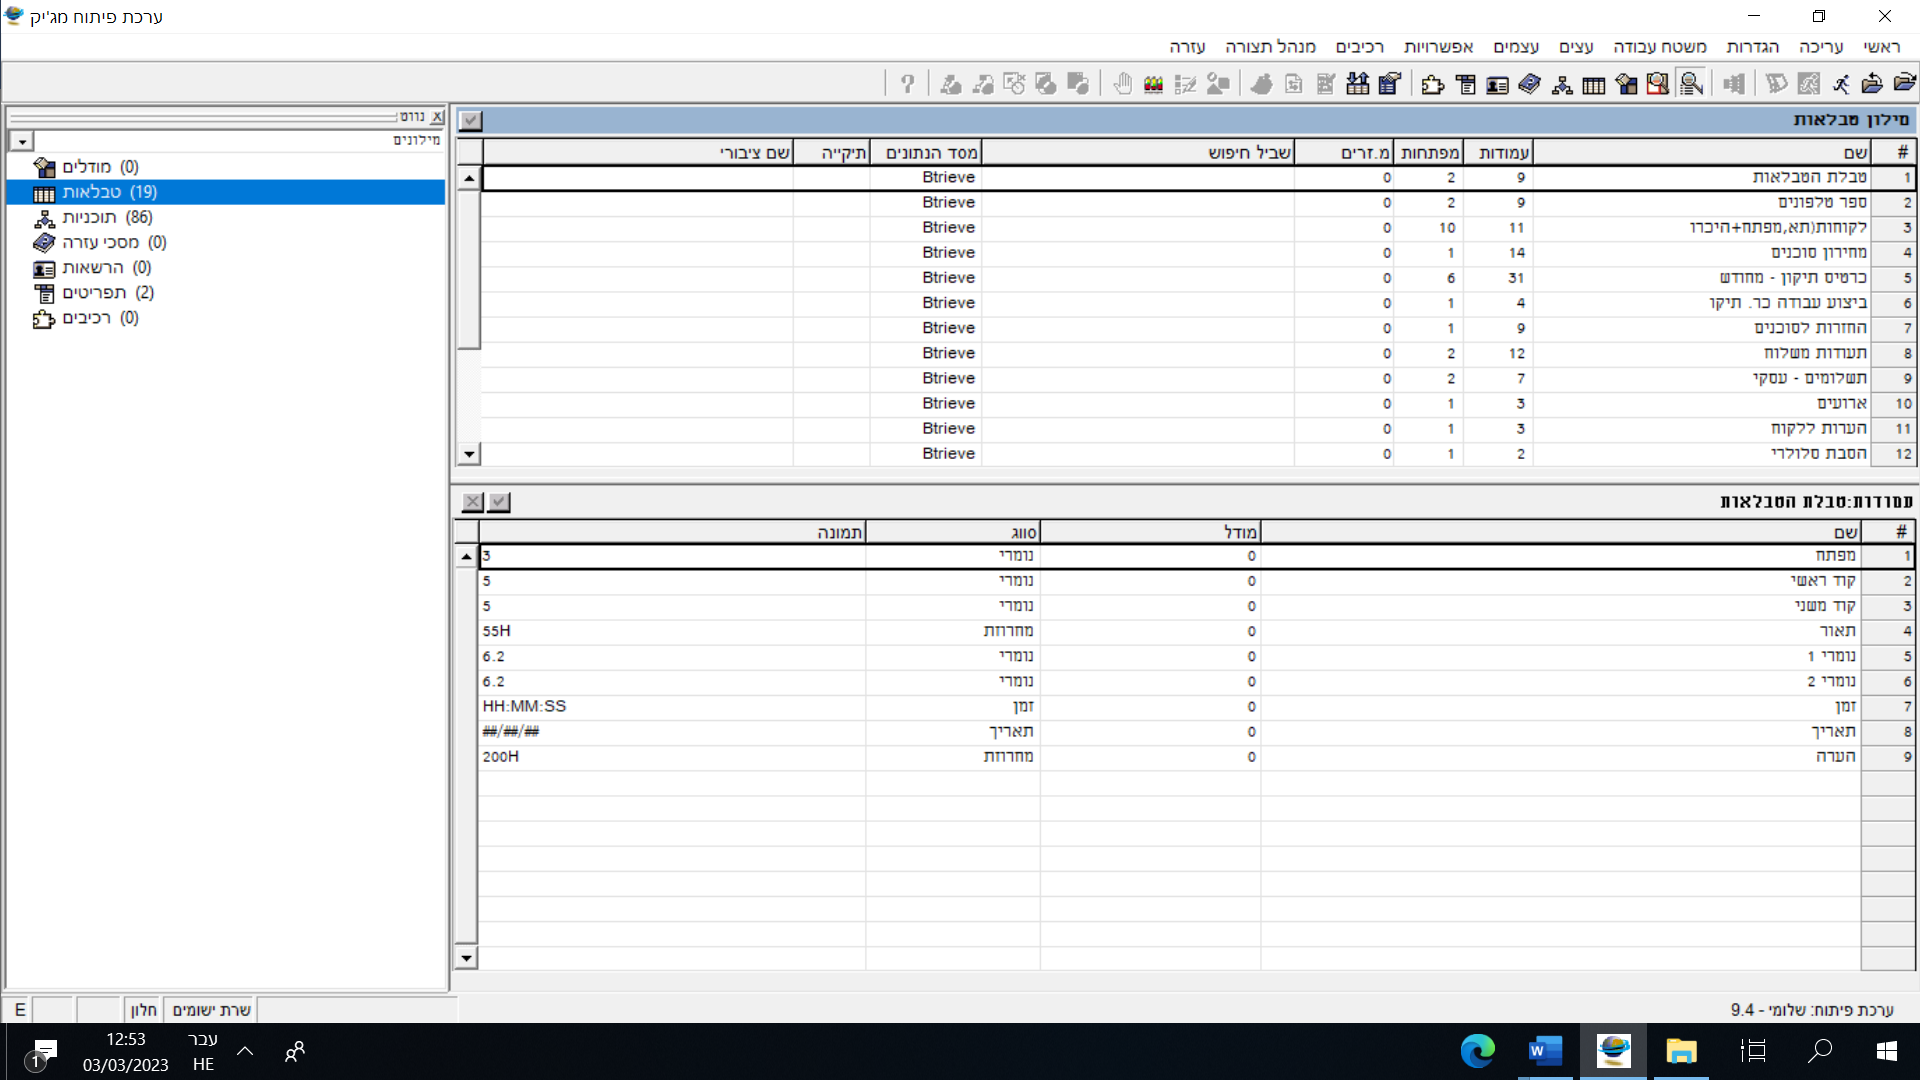 ערכת פיתוח מג'יק
ראשי עריכה הגדרות משטח עבודה עצים עצמים אפשרויות רכיבים מנהל תצורה עזרה
נווט X
מילונים
מודלים (0)
טבלאות (19)
תוכניות (86)
מסכי עזרה (0)
הרשאות (0)
תפריטים (2)
רכיבים (0)
מילון טבלאות
# שם עמודות מפתחות מ.זרים שביל חיפוש מסד הנתונים תיקייה שם ציבורי
1 טבלת הטבלאות 9 2 0 Btrieve
2 ספר טלפונים 9 2 0 Btrieve
3 לקוחות(תא,מפתח+היכרו 11 10 0 Btrieve
4 מחירון סוכנים 14 1 0 Btrieve
5 כרטיס תיקון - מחודש 31 6 0 Btrieve
6 ביצוע עבודה כר. תיקו 4 1 0 Btrieve
7 החזרות לסוכנים 9 1 0 Btrieve
8 תעודות משלוח 12 2 0 Btrieve
9 תשלומים - עסקי 7 2 0 Btrieve
10 ארועים 3 1 0 Btrieve
11 הערות ללקוח 3 1 0 Btrieve
12 הסבת סלולרי 2 1 0 Btrieve
עמודות:טבלת הטבלאות
# שם מודל סווג תמונה
1 מפתח 0 נומרי 3
2 קוד ראשי 0 נומרי 5
3 קוד משני 0 נומרי 5
4 תאור 0 מחרוזת 55H
5 נומרי 1 0 נומרי 6.2
6 נומרי 2 0 נומרי 6.2
7 זמן 0 זמן HH:MM:SS
8 תאריך 0 תאריך ##/##/##
9 הערה 0 מחרוזת 200H
ערכת פיתוח: שלומי - 9.4
שרת ישומים חלון E
12:53
03/03/2023
עבר
HE
1